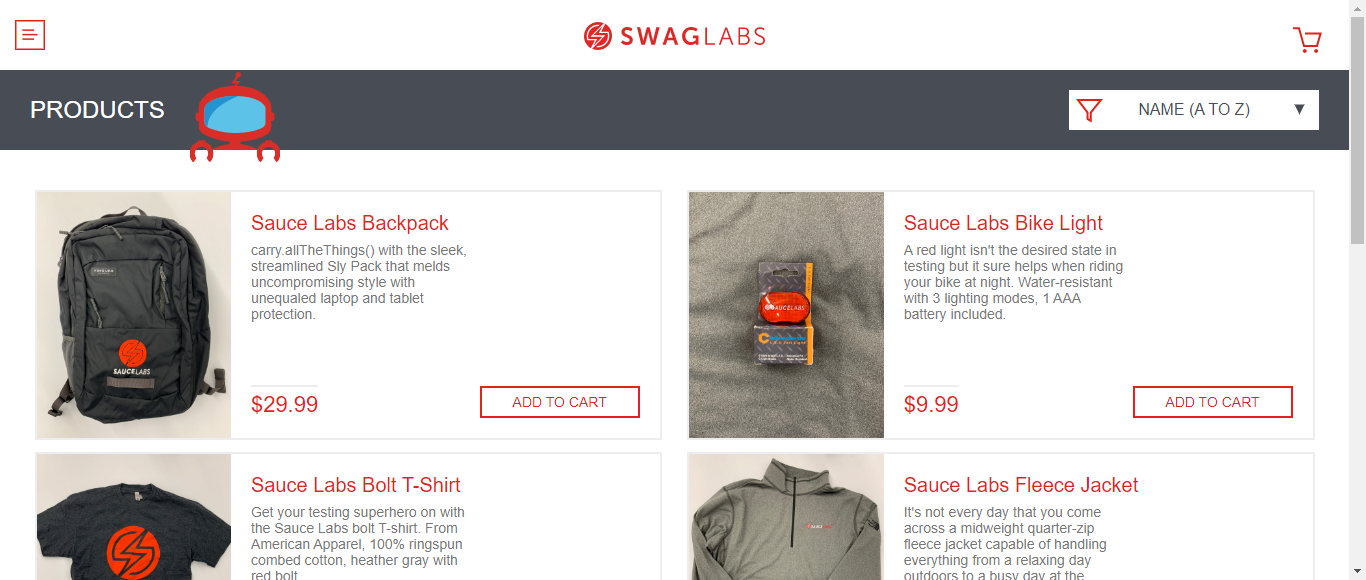 SWAGLABS
PRODUCTS
NAME (A TO Z)
Sauce Labs Backpack
carry.allTheThings() with the sleek,
streamlined Sly Pack that melds
uncompromising style with
unequaled laptop and tablet
protection.
$29.99
ADD TO CART
SAUCELABS
Sauce Labs Bike Light
A red light isn't the desired state in
testing but it sure helps when riding
your bike at night. Water-resistant
with 3 lighting modes, 1 AAA
battery included.
$9.99
ADD TO CART
SAUCELABS
Sauce Labs Bolt T-Shirt
Get your testing superhero on with
the Sauce Labs bolt T-shirt. From
American Apparel, 100% ringspun
combed cotton, heather gray with
red bolt
Sauce Labs Fleece Jacket
It's not every day that you come
across a midweight quarter-zip
fleece jacket capable of handling
everything from a relaxing day
outdoors to a busy day at the